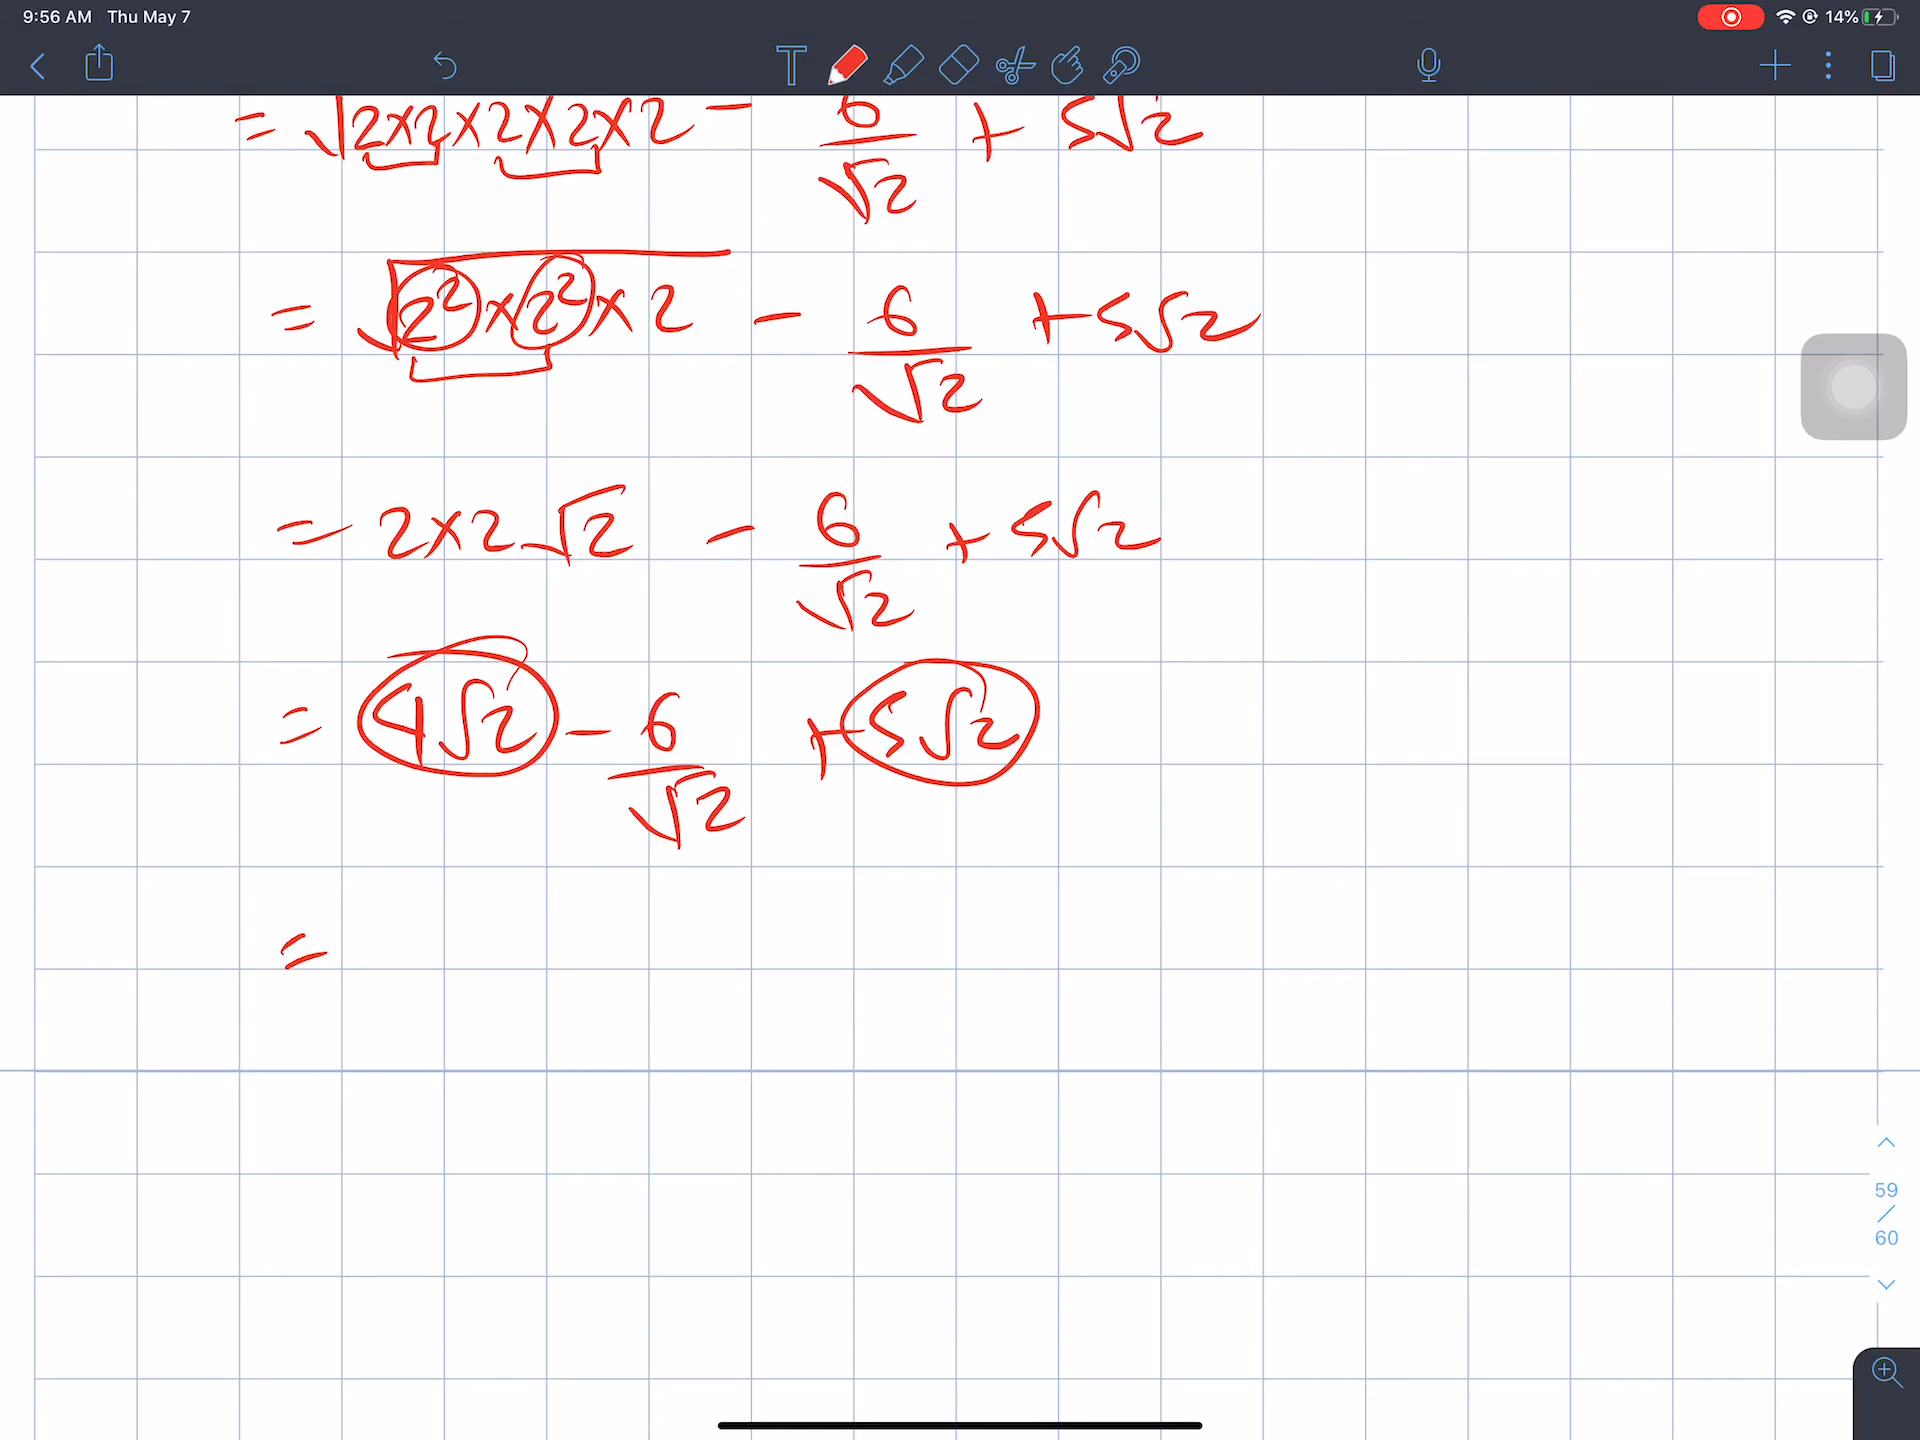 9:56 AM Thu May 7 14%
T
= √2×2×2×2×2 - 6/√2 + 5√2
= √2²×2²×2 - 6/√2 +5√2
= 2×2√2 - 6/√2 + 5√2
= 4√2 - 6/√2 + 5√2
=
59
/
60